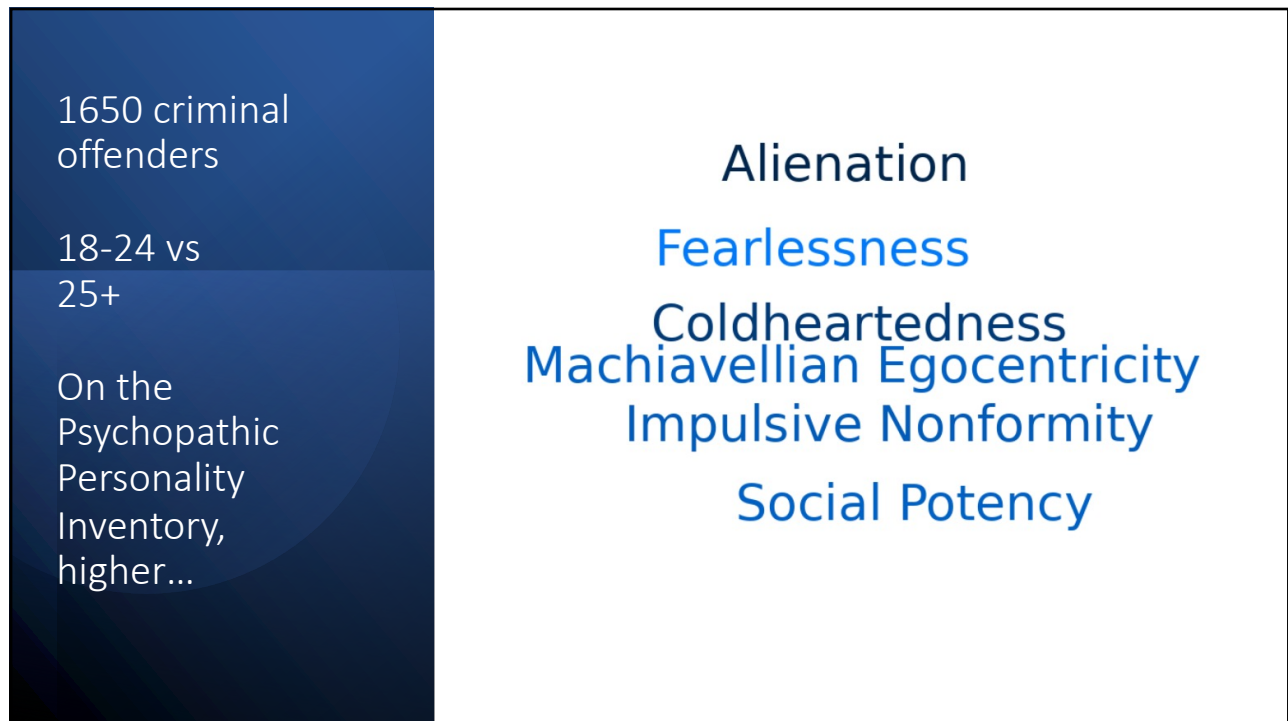 1650 criminal
offenders
18-24 vs
25+
On the
Psychopathic
Personality
Inventory,
higher...
Alienation
Fearlessness
Coldheartedness
Machiavellian Egocentricity
Impulsive Nonformity
Social Potency